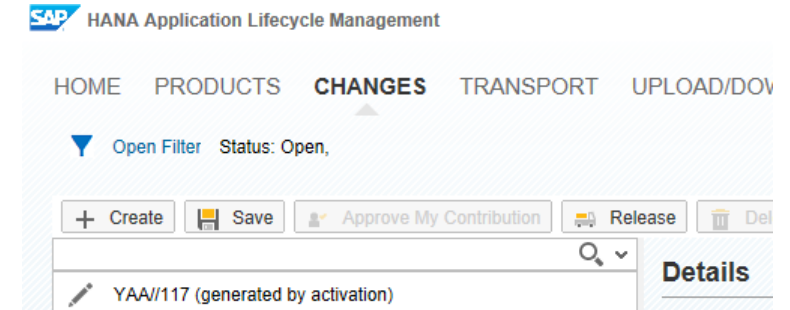 SAP HANA Application Lifecycle Management
HOME PRODUCTS CHANGES TRANSPORT
Open Filter Status: Open,
Create Save Approve My Contribution Release
Details
YAA//117 (generated by activation)